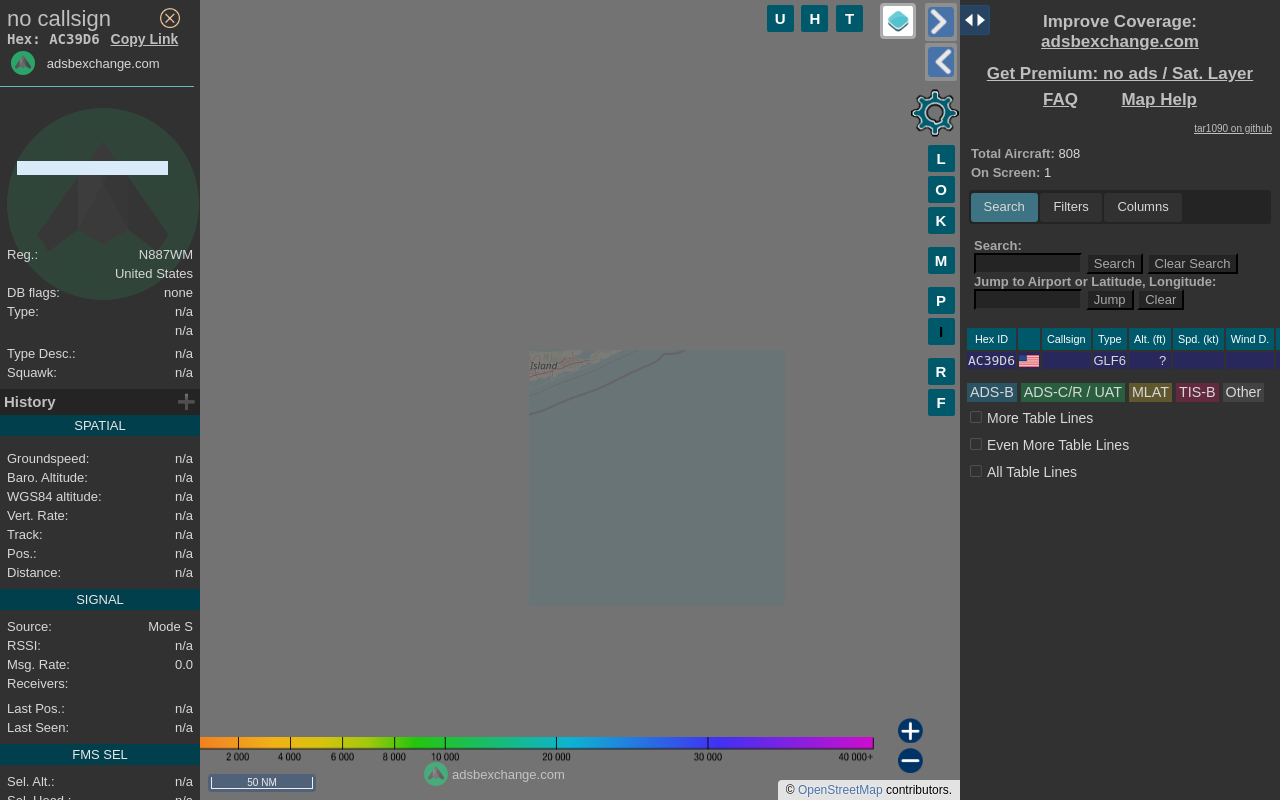 no callsign
Hex: AC39D6 Copy Link
adsbexchange.com
Reg.: N887WM
United States
DB flags: none
Type: n/a
n/a
Type Desc.: n/a
Squawk: n/a
History
SPATIAL
Groundspeed: n/a
Baro. Altitude: n/a
WGS84 altitude: n/a
Vert. Rate: n/a
Track: n/a
Pos.: n/a
Distance: n/a
SIGNAL
Source: Mode S
RSSI: n/a
Msg. Rate: 0.0
Receivers:
Last Pos.: n/a
Last Seen: n/a
FMS SEL
Sel. Alt.: n/a
Sel. Head.: n/a
U H T
L
O
K
M
P
I
R
F
Island
2 000 4 000 6 000 8 000 10 000 20 000 30 000 40 000+
adsbexchange.com
50 NM
© OpenStreetMap contributors.
Improve Coverage:
adsbexchange.com
Get Premium: no ads / Sat. Layer
FAQ Map Help
tar1090 on github
Total Aircraft: 808
On Screen: 1
Search Filters Columns
Search:
Search Clear Search
Jump to Airport or Latitude, Longitude:
Jump Clear
Hex ID Callsign Type Alt. (ft) Spd. (kt) Wind D.
AC39D6 GLF6 ?
ADS-B ADS-C/R / UAT MLAT TIS-B Other
More Table Lines
Even More Table Lines
All Table Lines